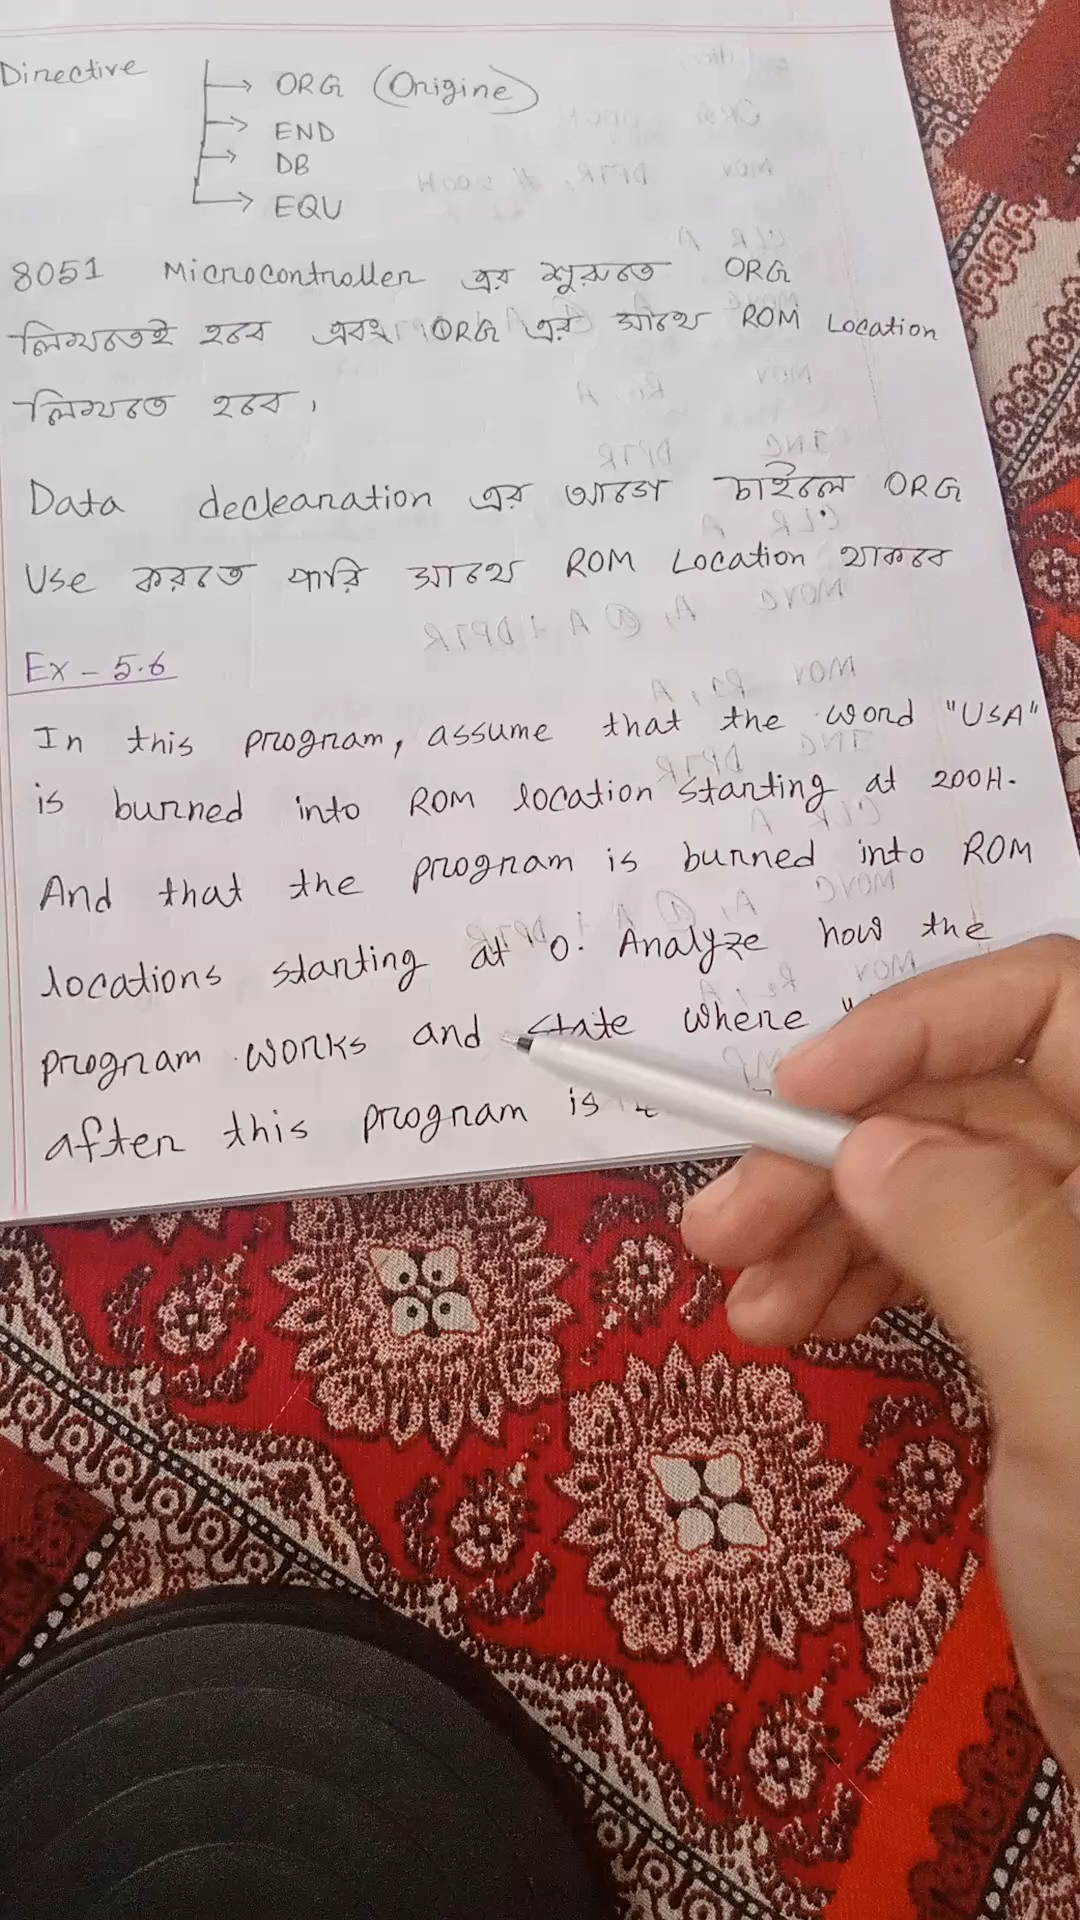 Directive
ORG (Origine)
END
DB
EQU
8051 Microcontroller এর শুরুতে ORG
লিখতেই হবে এবং ORG এর সাথে ROM Location
লিখতে হবে।
Data declearation এর আগে চাইলে ORG
Use করতে পারি সাথে ROM Location থাকবে
Ex - 5.6
In this program, assume that the word "USA"
is burned into ROM location starting at 200H.
And that the program is burned into ROM
locations starting at 0. Analyze how the
program works and state where
after this program is